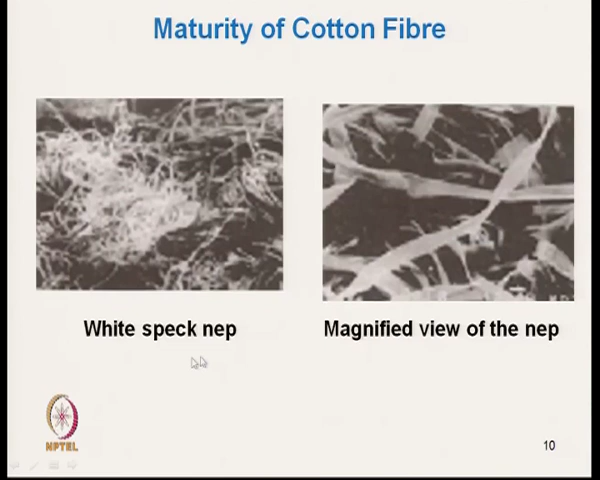 Maturity of Cotton Fibre
White speck nep
Magnified view of the nep
NPTEL
10